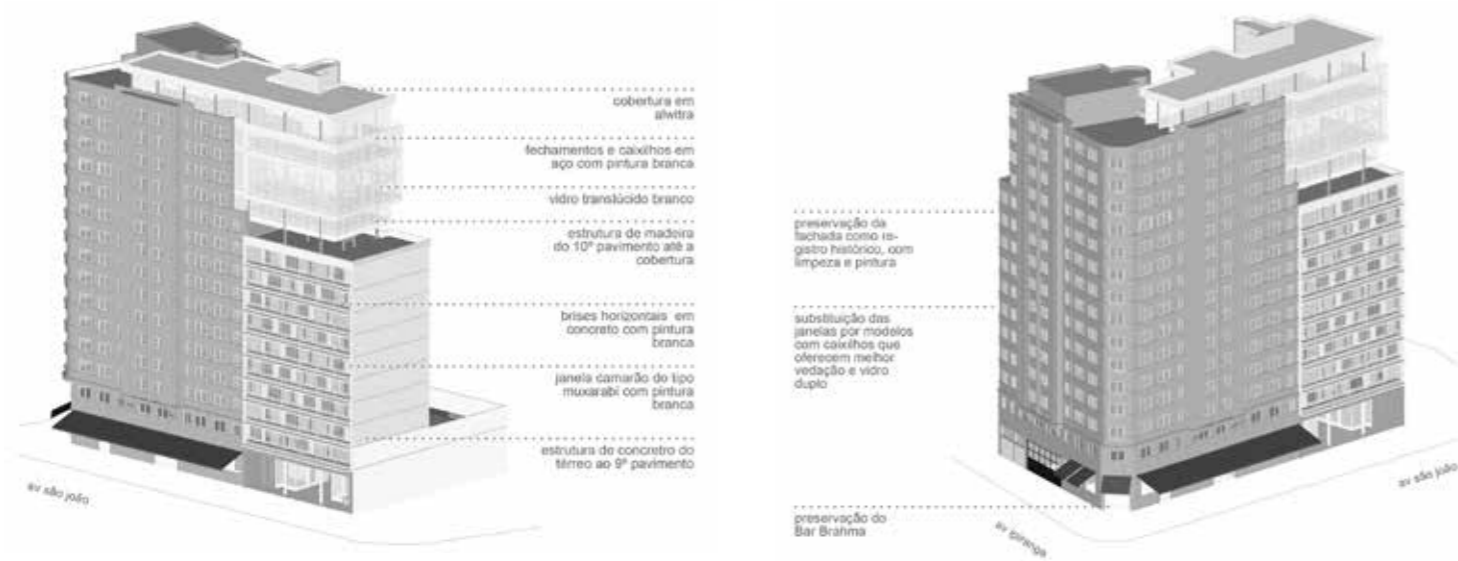 cobertura em
alwitra
fechamentos e caixilhos em
aço com pintura branca
vidro translúcido branco
estrutura de madeira
do 10º pavimento até a
cobertura
brises horizontais em
concreto com pintura
branca
janela camarão do tipo
muxarabi com pintura
branca
estrutura de concreto do
térreo ao 9º pavimento
av são joão
preservação da
fachada como re-
gistro histórico, com
limpeza e pintura
substituição das
janelas por modelos
com caixilhos que
oferecem melhor
vedação e vidro
duplo
preservação do
Bar Brahma
av ipiranga
av são joão